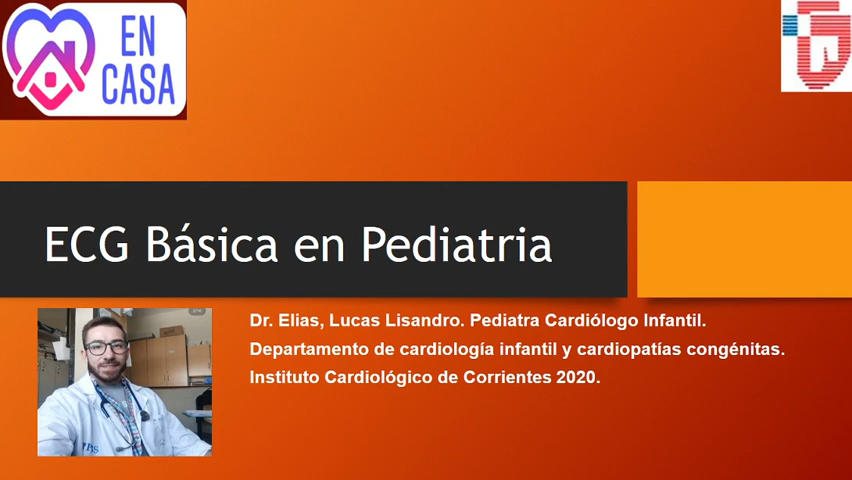 EN
CASA
ECG Básica en Pediatria
Dr. Elias, Lucas Lisandro. Pediatra Cardiólogo Infantil.
Departamento de cardiología infantil y cardiopatías congénitas.
Instituto Cardiológico de Corrientes 2020.